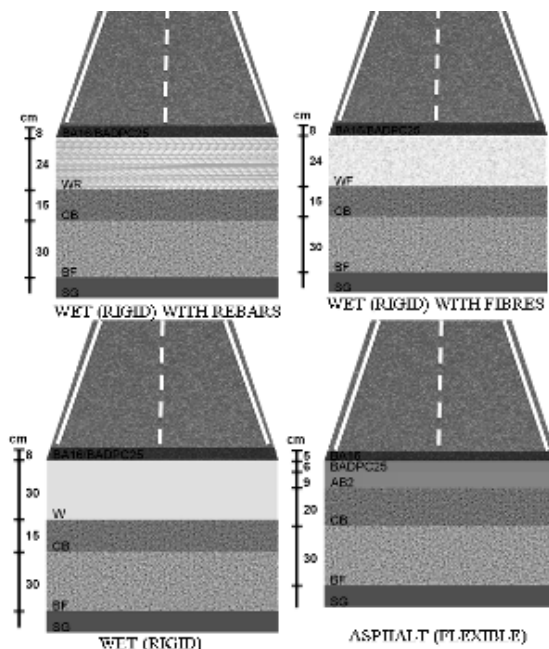 cm
8
BA16/BADPC25
24
WR
15
CB
30
BF
SG
WET (RIGID) WITH REBARS
cm
8
BA16/BADPC25
24
WF
15
CB
30
BF
SG
WET (RIGID) WITH FIBRES
cm
8
BA16/BADPC25
30
W
15
CB
30
BF
SG
WET (RIGID)
cm
5
BA16
6
BADPC25
9
AB2
20
CB
30
BF
SG
ASPHALT (FLEXIBLE)